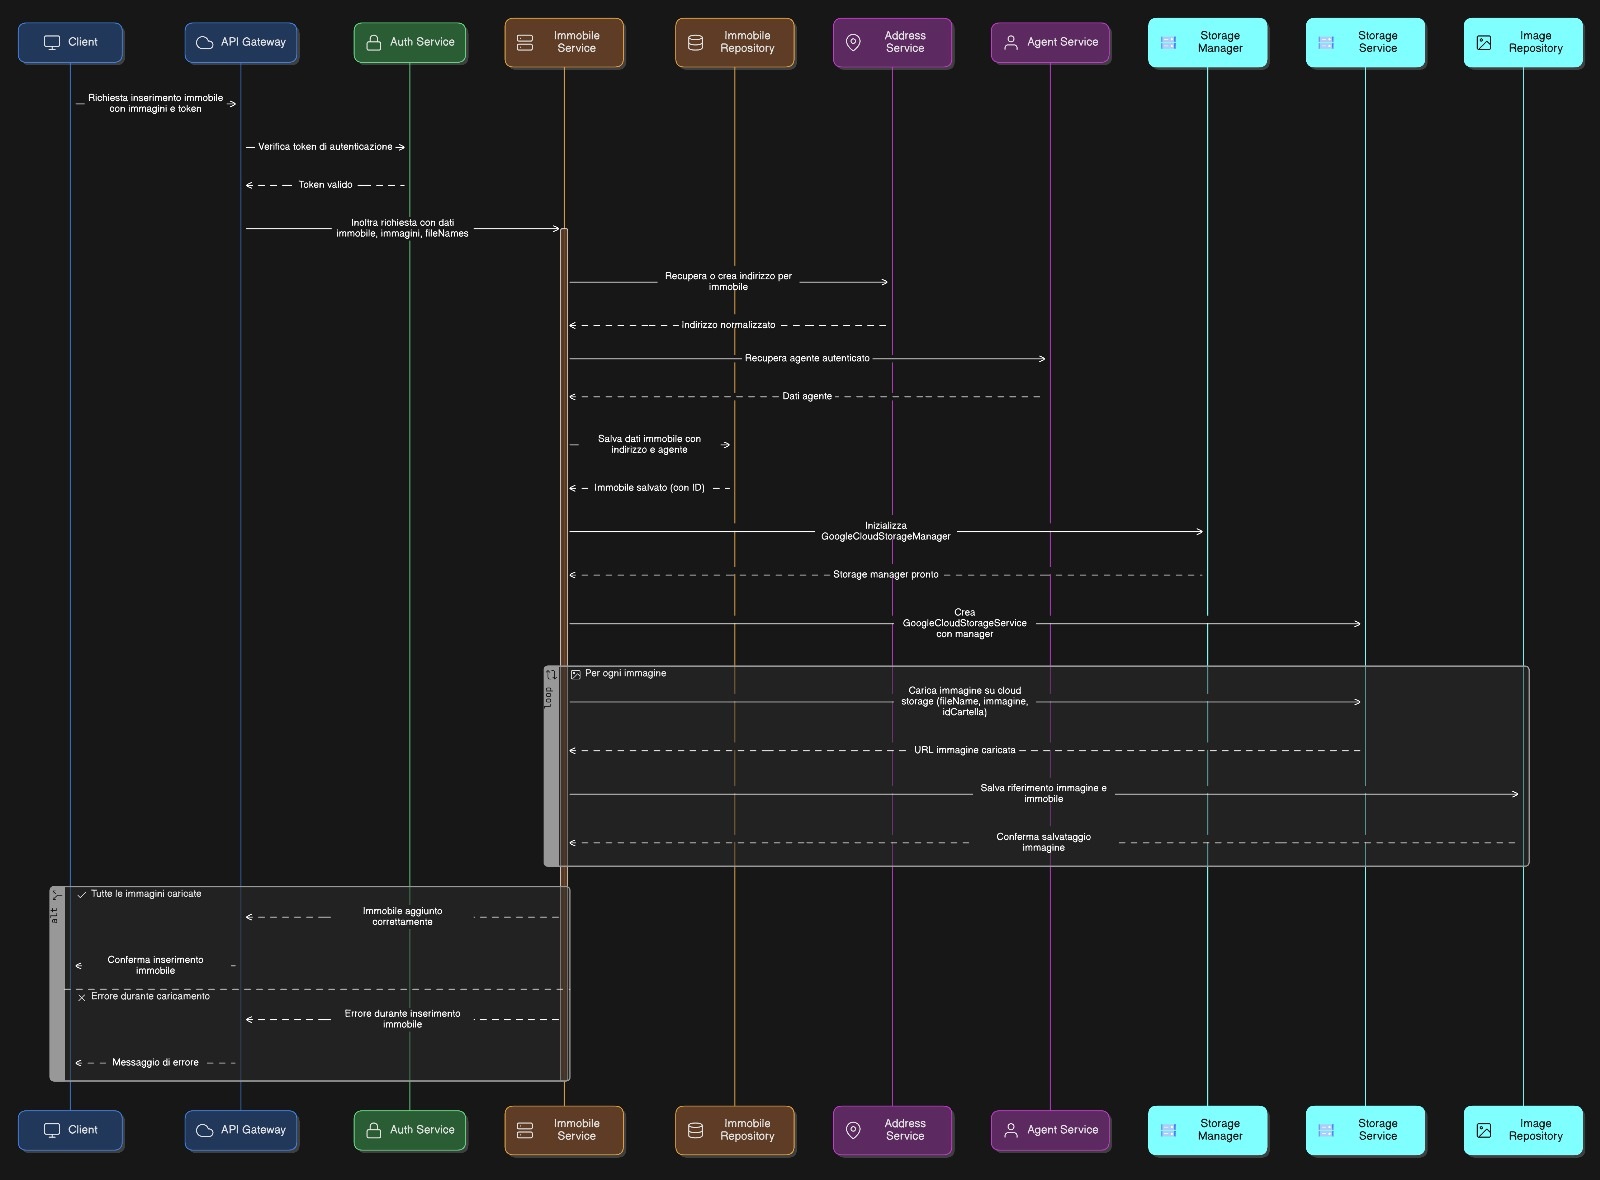 Client
API Gateway
Auth Service
Immobile
Service
Immobile
Repository
Address
Service
Agent Service
Storage
Manager
Storage
Service
Image
Repository
Richiesta inserimento immobile
con immagini e token
Verifica token di autenticazione
Token valido
Inoltra richiesta con dati
immobile, immagini, fileNames
Recupera o crea indirizzo per
immobile
Indirizzo normalizzato
Recupera agente autenticato
Dati agente
Salva dati immobile con
indirizzo e agente
Immobile salvato (con ID)
Inizializza
GoogleCloudStorageManager
Storage manager pronto
Crea
GoogleCloudStorageService
con manager
loop
Per ogni immagine
Carica immagine su cloud
storage (fileName, immagine,
idCartella)
URL immagine caricata
Salva riferimento immagine e
immobile
Conferma salvataggio
immagine
alt
Tutte le immagini caricate
Immobile aggiunto
correttamente
Conferma inserimento
immobile
Errore durante caricamento
Errore durante inserimento
immobile
Messaggio di errore
Client
API Gateway
Auth Service
Immobile
Service
Immobile
Repository
Address
Service
Agent Service
Storage
Manager
Storage
Service
Image
Repository